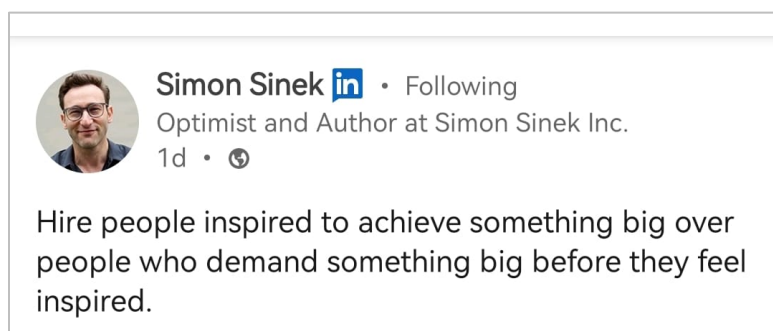 Simon Sinek in • Following
Optimist and Author at Simon Sinek Inc.
1d •
Hire people inspired to achieve something big over
people who demand something big before they feel
inspired.